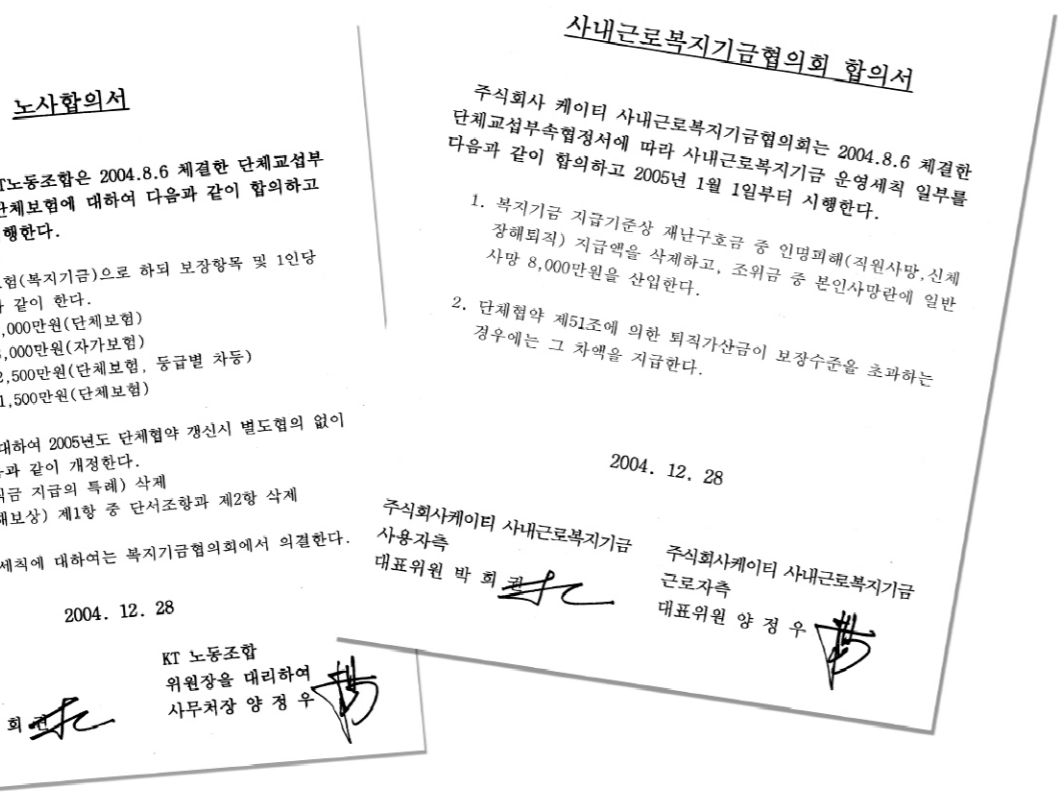 노사합의서
T노동조합은 2004.8.6 체결한 단체교섭부
단체보험에 대하여 다음과 같이 합의하고
행한다.
험(복지기금)으로 하되 보장항목 및 1인당
같이 한다.
,000만원(단체보험)
,000만원(자가보험)
2,500만원(단체보험, 등급별 차등)
1,500만원(단체보험)
대하여 2005년도 단체협약 갱신시 별도협의 없이
과 같이 개정한다.
금 지급의 특례) 삭제
해보상) 제1항 중 단서조항과 제2항 삭제
세칙에 대하여는 복지기금협의회에서 의결한다.
2004. 12. 28
KT 노동조합
위원장을 대리하여
사무처장 양 정 우
회 권
사내근로복지기금협의회 합의서
주식회사 케이티 사내근로복지기금협의회는 2004.8.6 체결한
단체교섭부속협정서에 따라 사내근로복지기금 운영세칙 일부를
다음과 같이 합의하고 2005년 1월 1일부터 시행한다.
1. 복지기금 지급기준상 재난구호금 중 인명피해(직원사망,신체
장해퇴직) 지급액을 삭제하고, 조위금 중 본인사망란에 일반
사망 8,000만원을 산입한다.
2. 단체협약 제51조에 의한 퇴직가산금이 보장수준을 초과하는
경우에는 그 차액을 지급한다.
2004. 12. 28
주식회사케이티 사내근로복지기금
사용자측
대표위원 박 희 권
주식회사케이티 사내근로복지기금
근로자측
대표위원 양 정 우